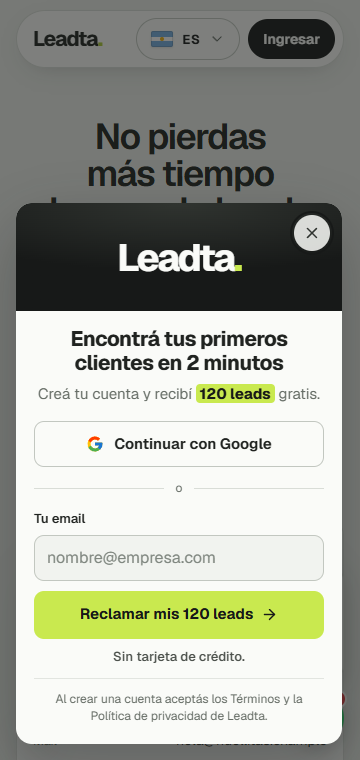 Leadta.
ES
Ingresar
No pierdas
más tiempo
Leadta.
Encontrá tus primeros
clientes en 2 minutos
Creá tu cuenta y recibí 120 leads gratis.
Continuar con Google
o
Tu email
nombre@empresa.com
Reclamar mis 120 leads →
Sin tarjeta de crédito.
Al crear una cuenta aceptás los Términos y la
Política de privacidad de Leadta.